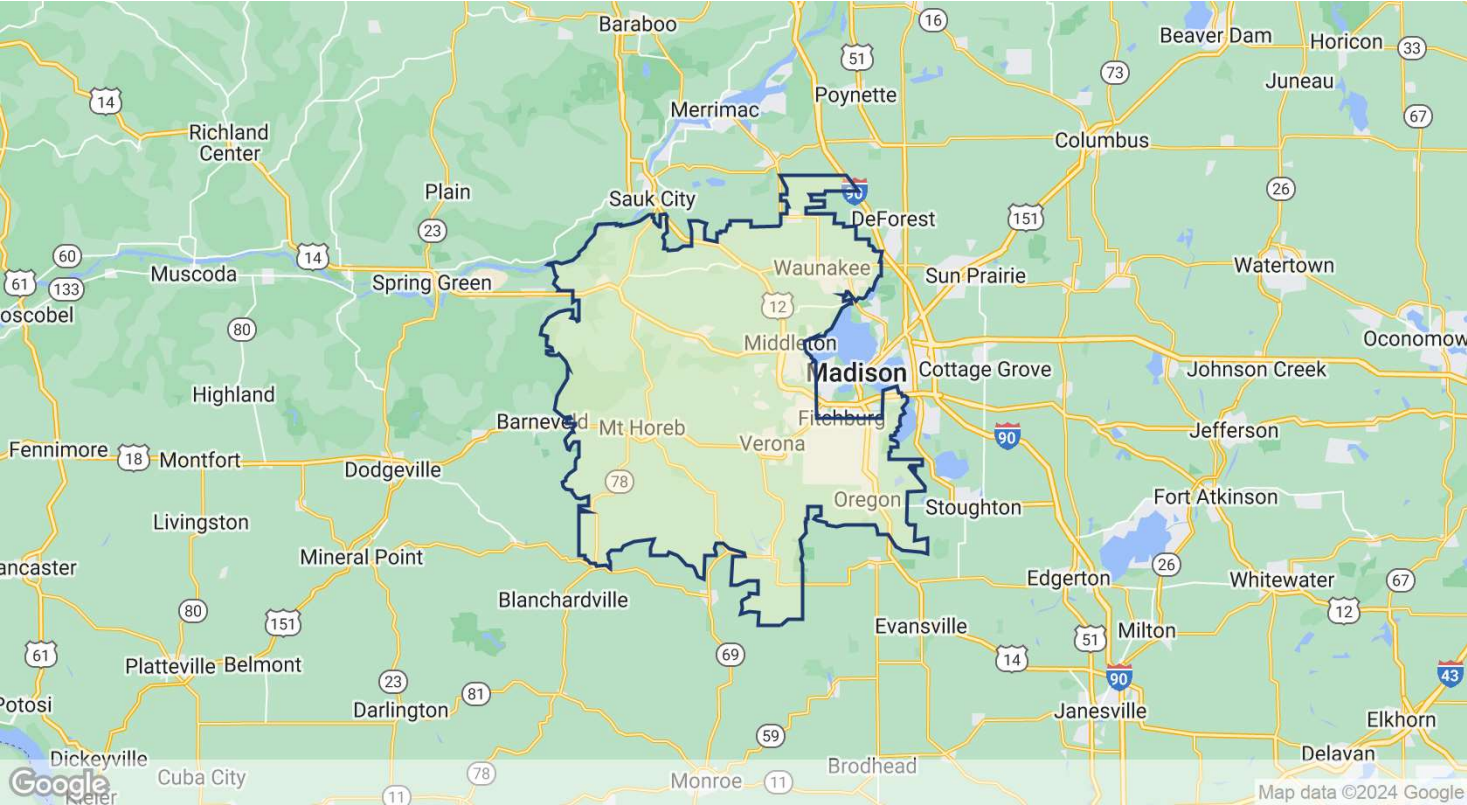 Baraboo
16
Beaver Dam
Horicon
33
51
73
Juneau
14
Merrimac
Poynette
67
Richland
Center
Columbus
Plain
Sauk City
90
26
23
DeForest
151
60
14
Muscoda
Spring Green
Waunakee
Sun Prairie
Watertown
61
133
oscobel
12
80
Middleton
Oconomow
Madison
Cottage Grove
Johnson Creek
Highland
Barneveld
Mt Horeb
Fitchburg
Verona
90
Jefferson
Fennimore
18
Montfort
Dodgeville
78
Oregon
Stoughton
Fort Atkinson
Livingston
Mineral Point
ancaster
Edgerton
26
Whitewater
67
80
Blanchardville
12
151
Evansville
51
Milton
61
Platteville
Belmont
69
14
90
43
23
81
Potosi
Darlington
Janesville
Elkhorn
59
Delavan
Dickeyville
Cuba City
78
Monroe
11
Brodhead
Google
Kieler
11
Map data ©2024 Google